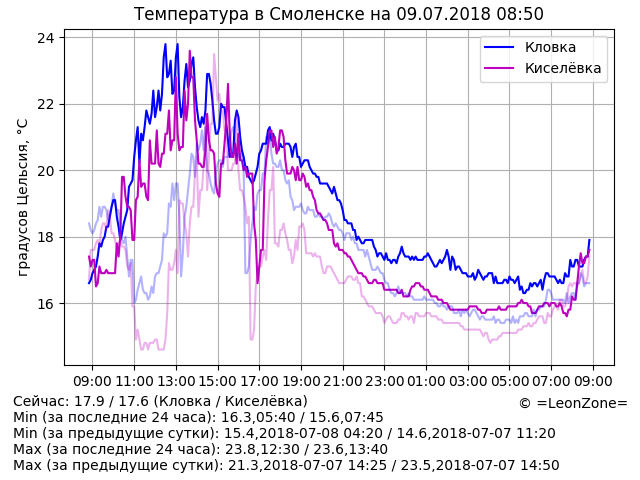 Температура в Смоленске на 09.07.2018 08:50
градусов Цельсия, °C
24
22
20
18
16
Кловка
Киселёвка
09:00 11:00 13:00 15:00 17:00 19:00 21:00 23:00 01:00 03:00 05:00 07:00 09:00
Сейчас: 17.9 / 17.6 (Кловка / Киселёвка)
© =LeonZone=
Min (за последние 24 часа): 16.3,05:40 / 15.6,07:45
Min (за предыдущие сутки): 15.4,2018-07-08 04:20 / 14.6,2018-07-07 11:20
Max (за последние 24 часа): 23.8,12:30 / 23.6,13:40
Max (за предыдущие сутки): 21.3,2018-07-07 14:25 / 23.5,2018-07-07 14:50